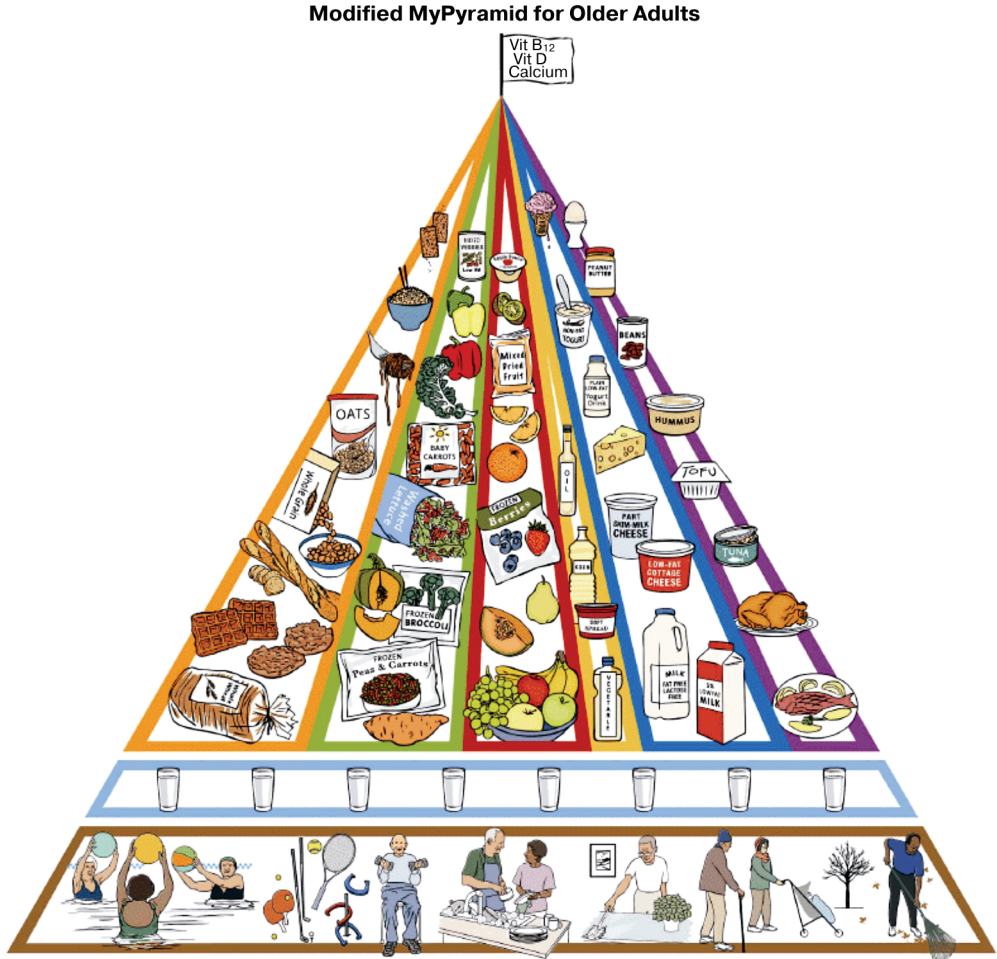 Modified MyPyramid for Older Adults
Vit B₁₂
Vit D
Calcium
MIXED
VEGGIES
PEANUT
BUTTER
NON-FAT
YOGURT
BEANS
Mixed
Dried
Fruit
PLAIN
LOW-FAT
Yogurt
Drink
OATS
HUMMUS
BABY
CARROTS
OIL
TOFU
Whole Grain
Washed
Lettuce
FROZEN
Berries
PART
SKIM-MILK
CHEESE
TUNA
LOW-FAT
COTTAGE
CHEESE
FROZEN
BROCCOLI
SOFT
SPREAD
FROZEN
Peas & Carrots
MILK
FAT FREE
LACTOSE
FREE
LOWFAT
MILK
VEGETABLE